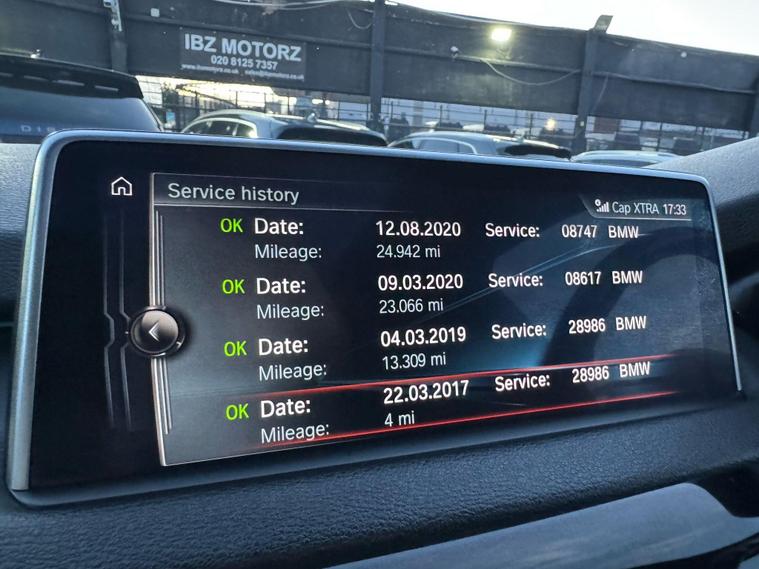 IBZ MOTORZ
020 8125 7357
Service history
Cap XTRA 17:33
OK Date: 12.08.2020 Service: 08747 BMW
Mileage: 24.942 mi
OK Date: 09.03.2020 Service: 08617 BMW
Mileage: 23.066 mi
OK Date: 04.03.2019 Service: 28986 BMW
Mileage: 13.309 mi
OK Date: 22.03.2017 Service: 28986 BMW
Mileage: 4 mi